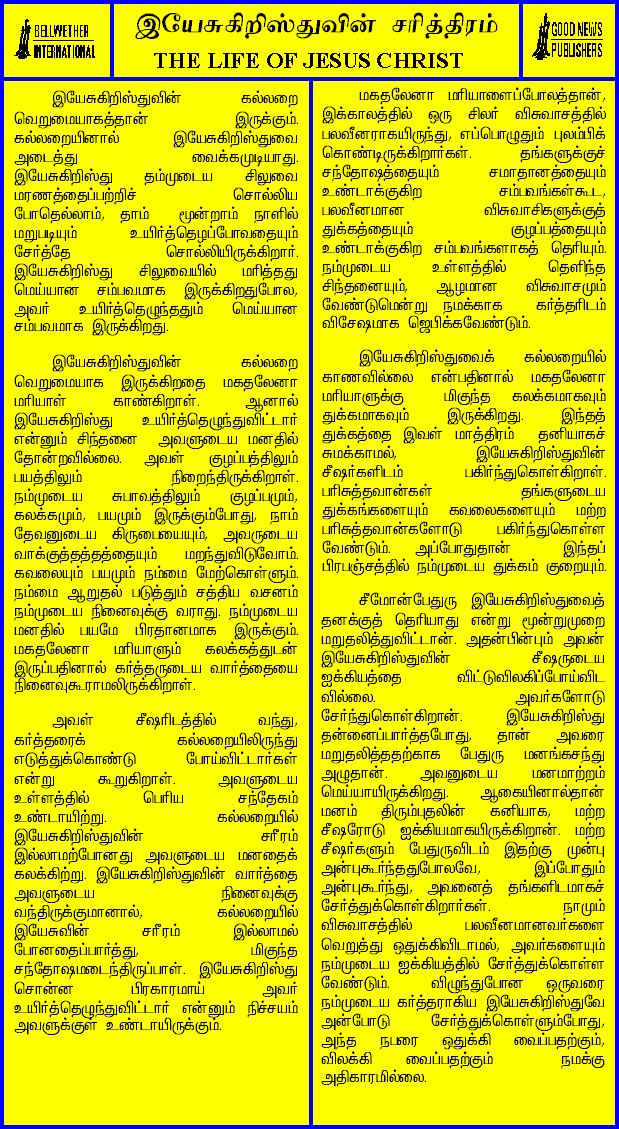 BELLWETHER
INTERNATIONAL
இயேசுகிறிஸ்துவின் சரித்திரம்
THE LIFE OF JESUS CHRIST
GOOD NEWS
PUBLISHERS
இயேசுகிறிஸ்துவின் கல்லறை
வெறுமையாகத்தான் இருக்கும்.
கல்லறையினால் இயேசுகிறிஸ்துவை
அடைத்து வைக்கமுடியாது.
இயேசுகிறிஸ்து தம்முடைய சிலுவை
மரணத்தைப்பற்றிச் சொல்லிய
போதெல்லாம், தாம் மூன்றாம் நாளில்
மறுபடியும் உயிர்த்தெழப்போவதையும்
சேர்த்தே சொல்லியிருக்கிறார்.
இயேசுகிறிஸ்து சிலுவையில் மரித்தது
மெய்யான சம்பவமாக இருக்கிறதுபோல,
அவர் உயிர்த்தெழுந்ததும் மெய்யான
சம்பவமாக இருக்கிறது.
இயேசுகிறிஸ்துவின் கல்லறை
வெறுமையாக இருக்கிறதை மகதலேனா
மரியாள் காண்கிறாள். ஆனால்
இயேசுகிறிஸ்து உயிர்த்தெழுந்துவிட்டார்
என்னும் சிந்தனை அவளுடைய மனதில்
தோன்றவில்லை. அவள் குழப்பத்திலும்
பயத்திலும் நிறைந்திருக்கிறாள்.
நம்முடைய சுபாவத்திலும் குழப்பமும்,
கலக்கமும், பயமும் இருக்கும்போது, நாம்
தேவனுடைய கிருபையையும், அவருடைய
வாக்குத்தத்தத்தையும் மறந்துவிடுவோம்.
கவலையும் பயமும் நம்மை மேற்கொள்ளும்.
நம்மை ஆறுதல் படுத்தும் சத்திய வசனம்
நம்முடைய நினைவுக்கு வராது. நம்முடைய
மனதில் பயமே பிரதானமாக இருக்கும்.
மகதலேனா மரியாளும் கலக்கத்துடன்
இருப்பதினால் கர்த்தருடைய வார்த்தையை
நினைவுகூராமலிருக்கிறாள்.
அவள் சீஷரிடத்தில் வந்து,
கர்த்தரைக் கல்லறையிலிருந்து
எடுத்துக்கொண்டு போய்விட்டார்கள்
என்று கூறுகிறாள். அவளுடைய
உள்ளத்தில் பெரிய சந்தேகம்
உண்டாயிற்று. கல்லறையில்
இயேசுகிறிஸ்துவின் சரீரம்
இல்லாமற்போனது அவளுடைய மனதைக்
கலக்கிற்று. இயேசுகிறிஸ்துவின் வார்த்தை
அவளுடைய நினைவுக்கு
வந்திருக்குமானால், கல்லறையில்
இயேசுவின் சரீரம் இல்லாமல்
போனதைப்பார்த்து, மிகுந்த
சந்தோஷமடைந்திருப்பாள். இயேசுகிறிஸ்து
சொன்ன பிரகாரமாய் அவர்
உயிர்த்தெழுந்துவிட்டார் என்னும் நிச்சயம்
அவளுக்குள் உண்டாயிருக்கும்.
மகதலேனா மரியாளைப்போலத்தான்,
இக்காலத்தில் ஒரு சிலர் விசுவாசத்தில்
பலவீனராகயிருந்து, எப்பொழுதும் புலம்பிக்
கொண்டிருக்கிறார்கள். தங்களுக்குச்
சந்தோஷத்தையும் சமாதானத்தையும்
உண்டாக்குகிற சம்பவங்கள்கூட,
பலவீனமான விசுவாசிகளுக்குத்
துக்கத்தையும் குழப்பத்தையும்
உண்டாக்குகிற சம்பவங்களாகத் தெரியும்.
நம்முடைய உள்ளத்தில் தெளிந்த
சிந்தனையும், ஆழமான விசுவாசமும்
வேண்டுமென்று நமக்காக கர்த்தரிடம்
விசேஷமாக ஜெபிக்கவேண்டும்.
இயேசுகிறிஸ்துவைக் கல்லறையில்
காணவில்லை என்பதினால் மகதலேனா
மரியாளுக்கு மிகுந்த கலக்கமாகவும்
துக்கமாகவும் இருக்கிறது. இந்தத்
துக்கத்தை இவள் மாத்திரம் தனியாகச்
சுமக்காமல், இயேசுகிறிஸ்துவின்
சீஷர்களிடம் பகிர்ந்துகொள்கிறாள்.
பரிசுத்தவான்கள் தங்களுடைய
துக்கங்களையும் கவலைகளையும் மற்ற
பரிசுத்தவான்களோடு பகிர்ந்துகொள்ள
வேண்டும். அப்போதுதான் இந்தப்
பிரபஞ்சத்தில் நம்முடைய துக்கம் குறையும்.
சீமோன்பேதுரு இயேசுகிறிஸ்துவைத்
தனக்குத் தெரியாது என்று மூன்றுமுறை
மறுதலித்துவிட்டான். அதன்பின்பும் அவன்
இயேசுகிறிஸ்துவின் சீஷருடைய
ஐக்கியத்தை விட்டுவிலகிப்போய்விட
வில்லை. அவர்களோடு
சேர்ந்துகொள்கிறான். இயேசுகிறிஸ்து
தன்னைப்பார்த்தபோது, தான் அவரை
மறுதலித்ததற்காக பேதுரு மனங்கசந்து
அழுதான். அவனுடைய மனமாற்றம்
மெய்யாயிருக்கிறது. ஆகையினால்தான்
மனம் திரும்புதலின் கனியாக, மற்ற
சீஷரோடு ஐக்கியமாகயிருக்கிறான். மற்ற
சீஷர்களும் பேதுருவிடம் இதற்கு முன்பு
அன்புகூர்ந்ததுபோலவே, இப்போதும்
அன்புகூர்ந்து, அவனைத் தங்களிடமாகச்
சேர்த்துக்கொள்கிறார்கள். நாமும்
விசுவாசத்தில் பலவீனமானவர்களை
வெறுத்து ஒதுக்கிவிடாமல், அவர்களையும்
நம்முடைய ஐக்கியத்தில் சேர்த்துக்கொள்ள
வேண்டும். விழுந்துபோன ஒருவரை
நம்முடைய கர்த்தராகிய இயேசுகிறிஸ்துவே
அன்போடு சேர்த்துக்கொள்ளும்போது,
அந்த நபரை ஒதுக்கி வைப்பதற்கும்,
விலக்கி வைப்பதற்கும் நமக்கு
அதிகாரமில்லை.